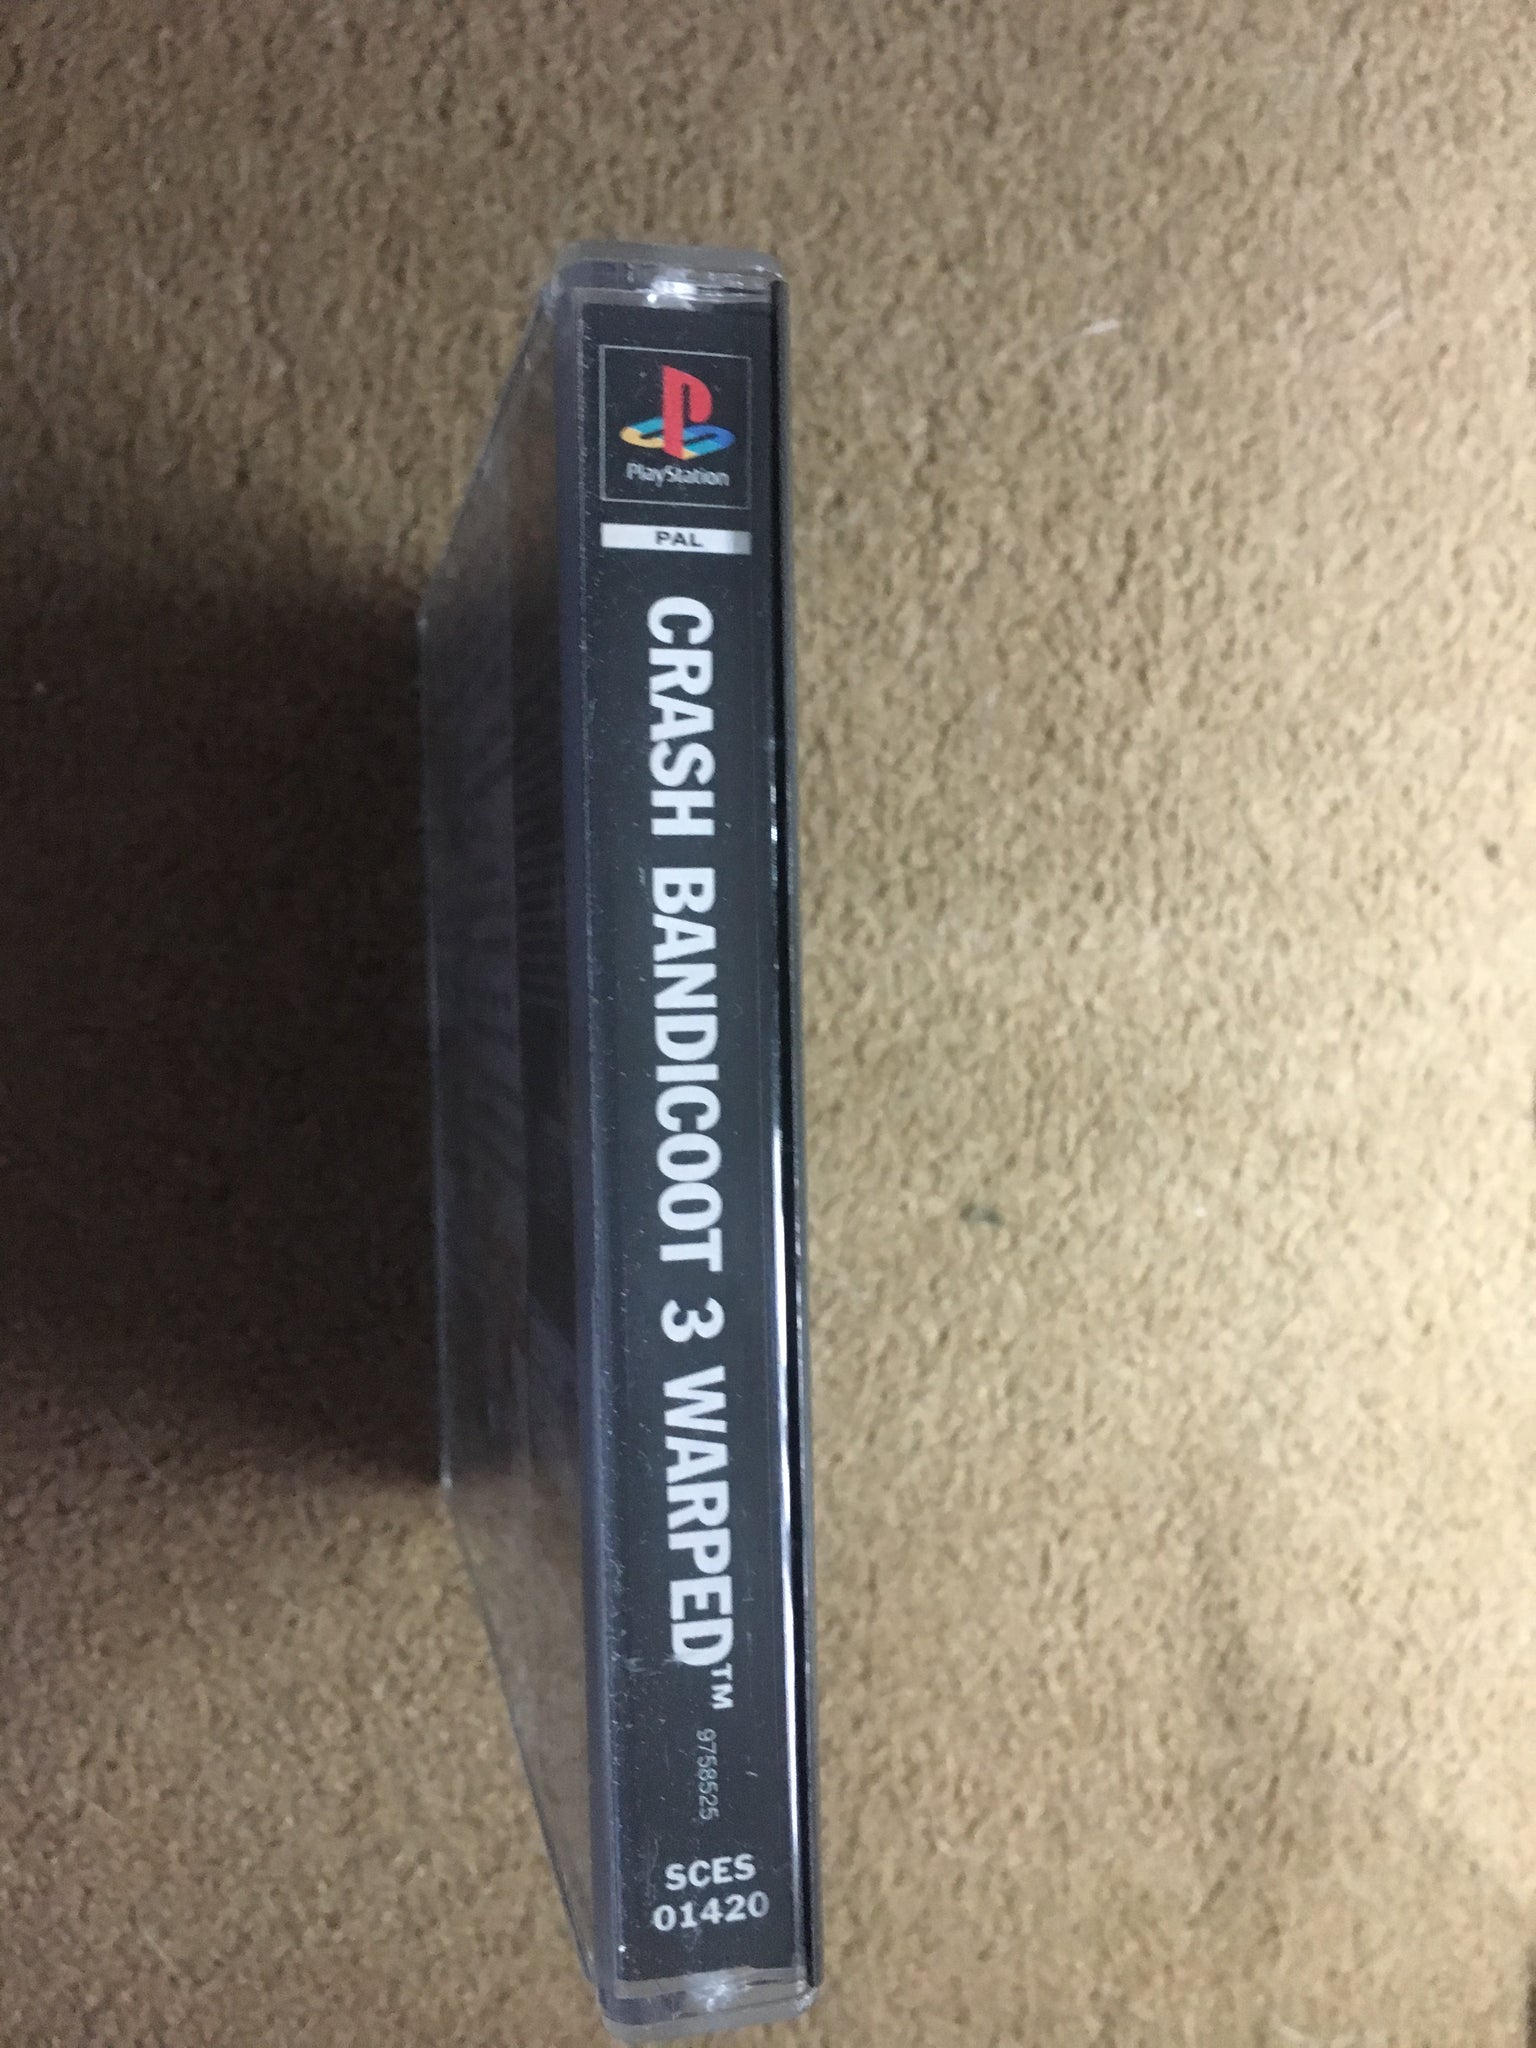 PlayStation
PAL
CRASH BANDICOOT 3 WARPED™
9758525
SCES
01420